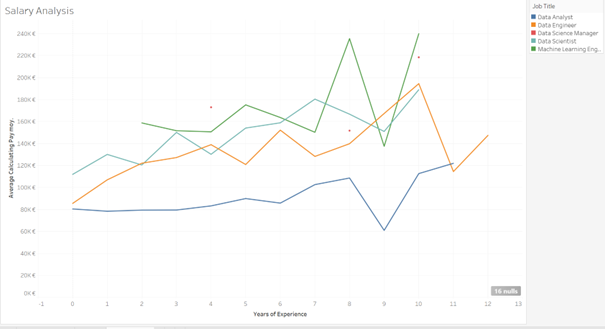 Salary Analysis
Job Title
Data Analyst
Data Engineer
Data Science Manager
Data Scientist
Machine Learning Eng...
240K €
220K €
200K €
180K €
160K €
140K €
120K €
100K €
80K €
60K €
40K €
20K €
0K €
Average Calculating Pay moy.
-1 0 1 2 3 4 5 6 7 8 9 10 11 12 13
Years of Experience
16 nulls